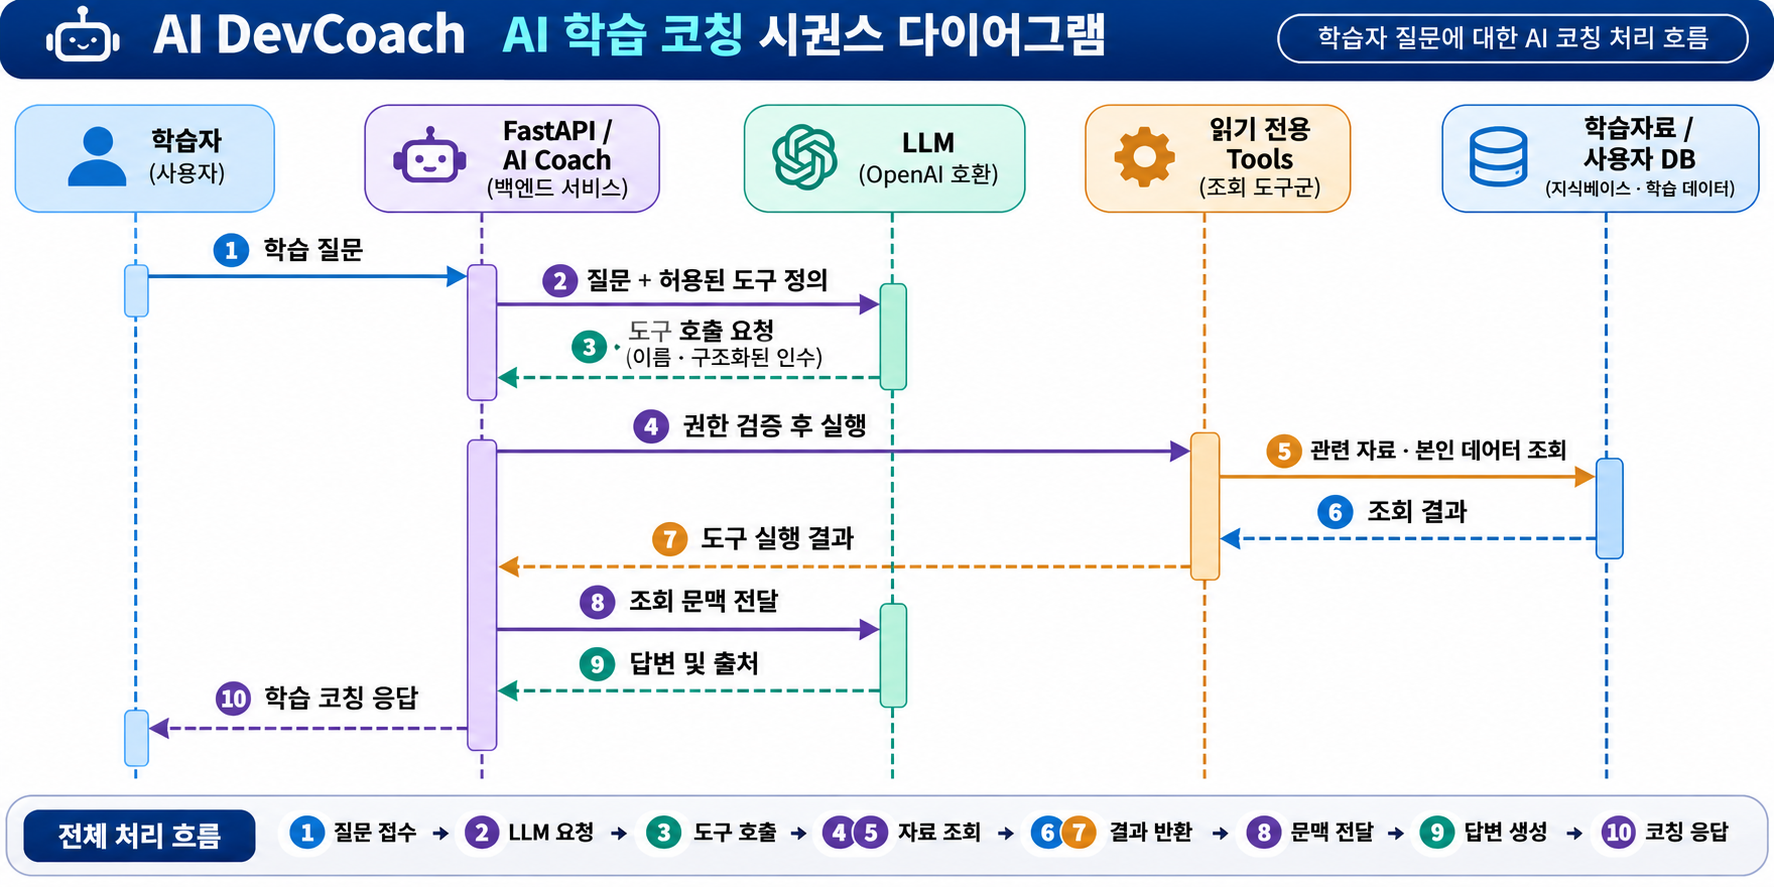 AI DevCoach AI 학습 코칭 시퀀스 다이어그램
학습자 질문에 대한 AI 코칭 처리 흐름
학습자
(사용자)
FastAPI /
AI Coach
(백엔드 서비스)
LLM
(OpenAI 호환)
읽기 전용
Tools
(조회 도구군)
학습자료 /
사용자 DB
(지식베이스 · 학습 데이터)
1 학습 질문
2 질문 + 허용된 도구 정의
3 도구 호출 요청
(이름 · 구조화된 인수)
4 권한 검증 후 실행
5 관련 자료 · 본인 데어터 조회
6 조회 결과
7 도구 실행 결과
8 조회 문맥 전달
9 답변 및 출처
10 학습 코칭 응답
전체 처리 흐름
1 질문 접수 → 2 LLM 요청 → 3 도구 호출 → 4 5 자료 조회 → 6 7 결과 반환 → 8 문맥 전달 → 9 답변 생성 → 10 코칭 응답